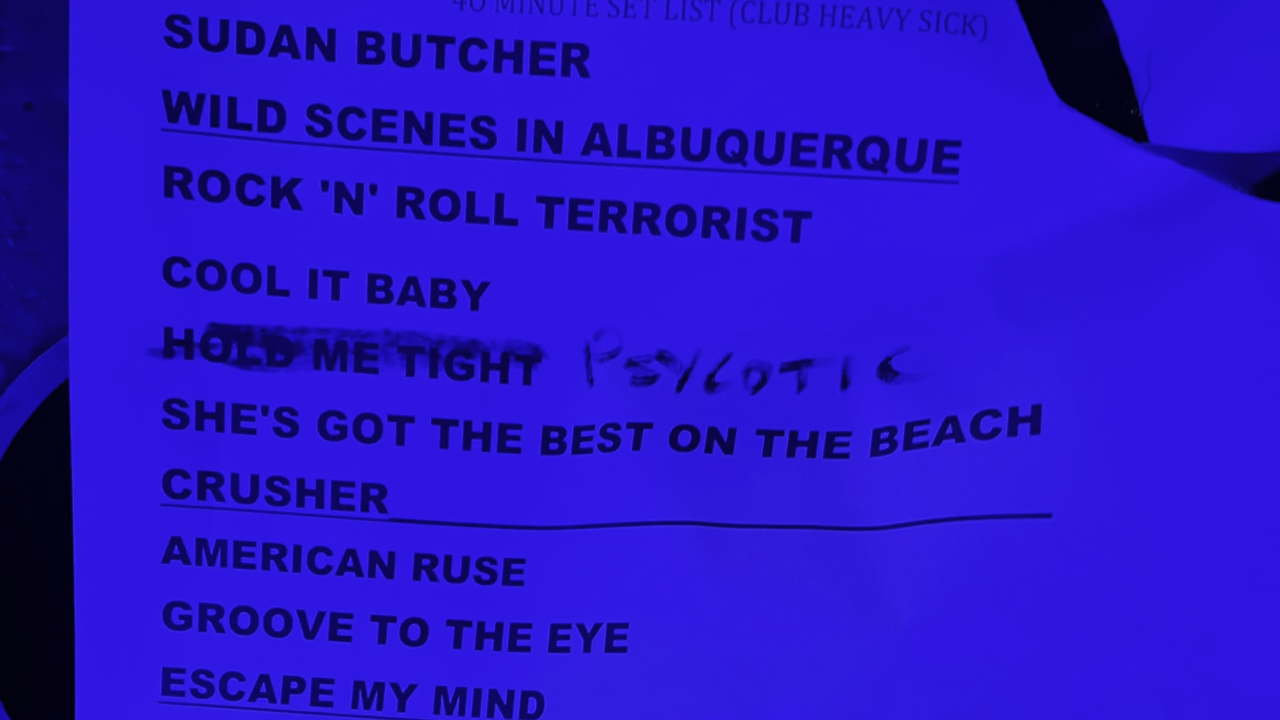 40 MINUTE SET LIST (CLUB HEAVY SICK)
SUDAN BUTCHER
WILD SCENES IN ALBUQUERQUE
ROCK 'N' ROLL TERRORIST
COOL IT BABY
HOLD ME TIGHT PSYCOTIC
SHE'S GOT THE BEST ON THE BEACH
CRUSHER
AMERICAN RUSE
GROOVE TO THE EYE
ESCAPE MY MIND